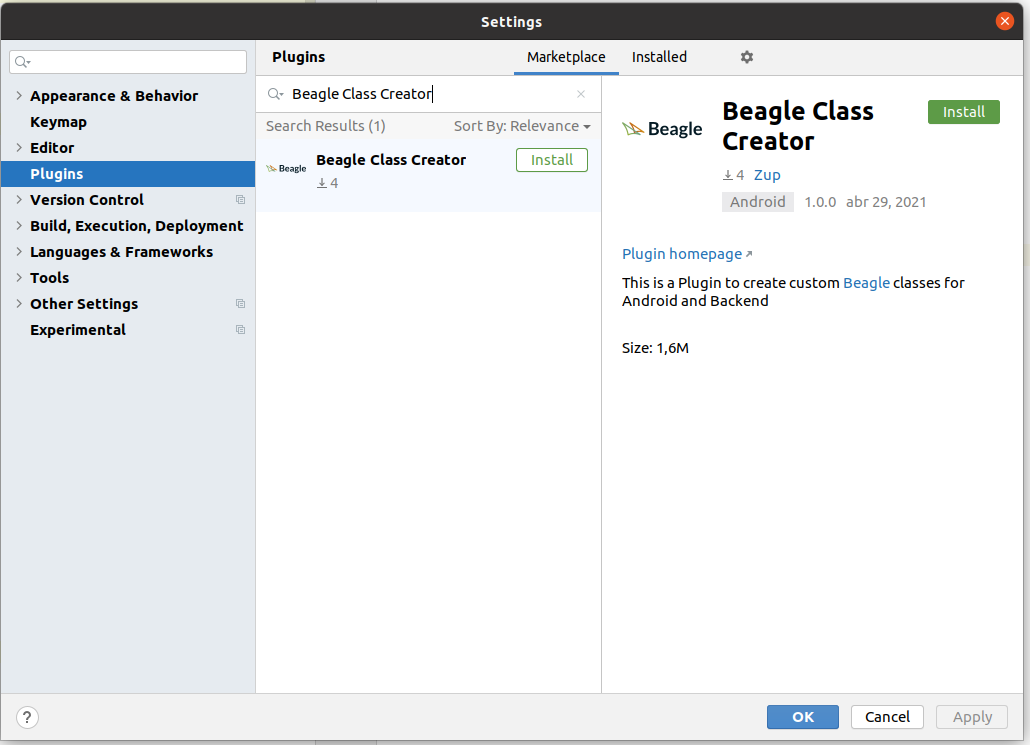 Settings
Appearance & Behavior
Keymap
Editor
Plugins
Version Control
Build, Execution, Deployment
Languages & Frameworks
Tools
Other Settings
Experimental
Plugins
Marketplace
Installed
Beagle Class Creator
Search Results (1)
Sort By: Relevance
Beagle
Beagle Class Creator
Install
4
Beagle
Beagle Class
Creator
Install
4 Zup
Android 1.0.0 abr 29, 2021
Plugin homepage
This is a Plugin to create custom Beagle classes for
Android and Backend
Size: 1,6M
?
OK
Cancel
Apply